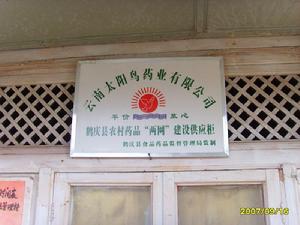 云南太阳鸟药业有限公司
平价 放心
鹤庆县农村药品“两网”建设供应柜
鹤庆县食品药品监督管理局监制
2007/09/16